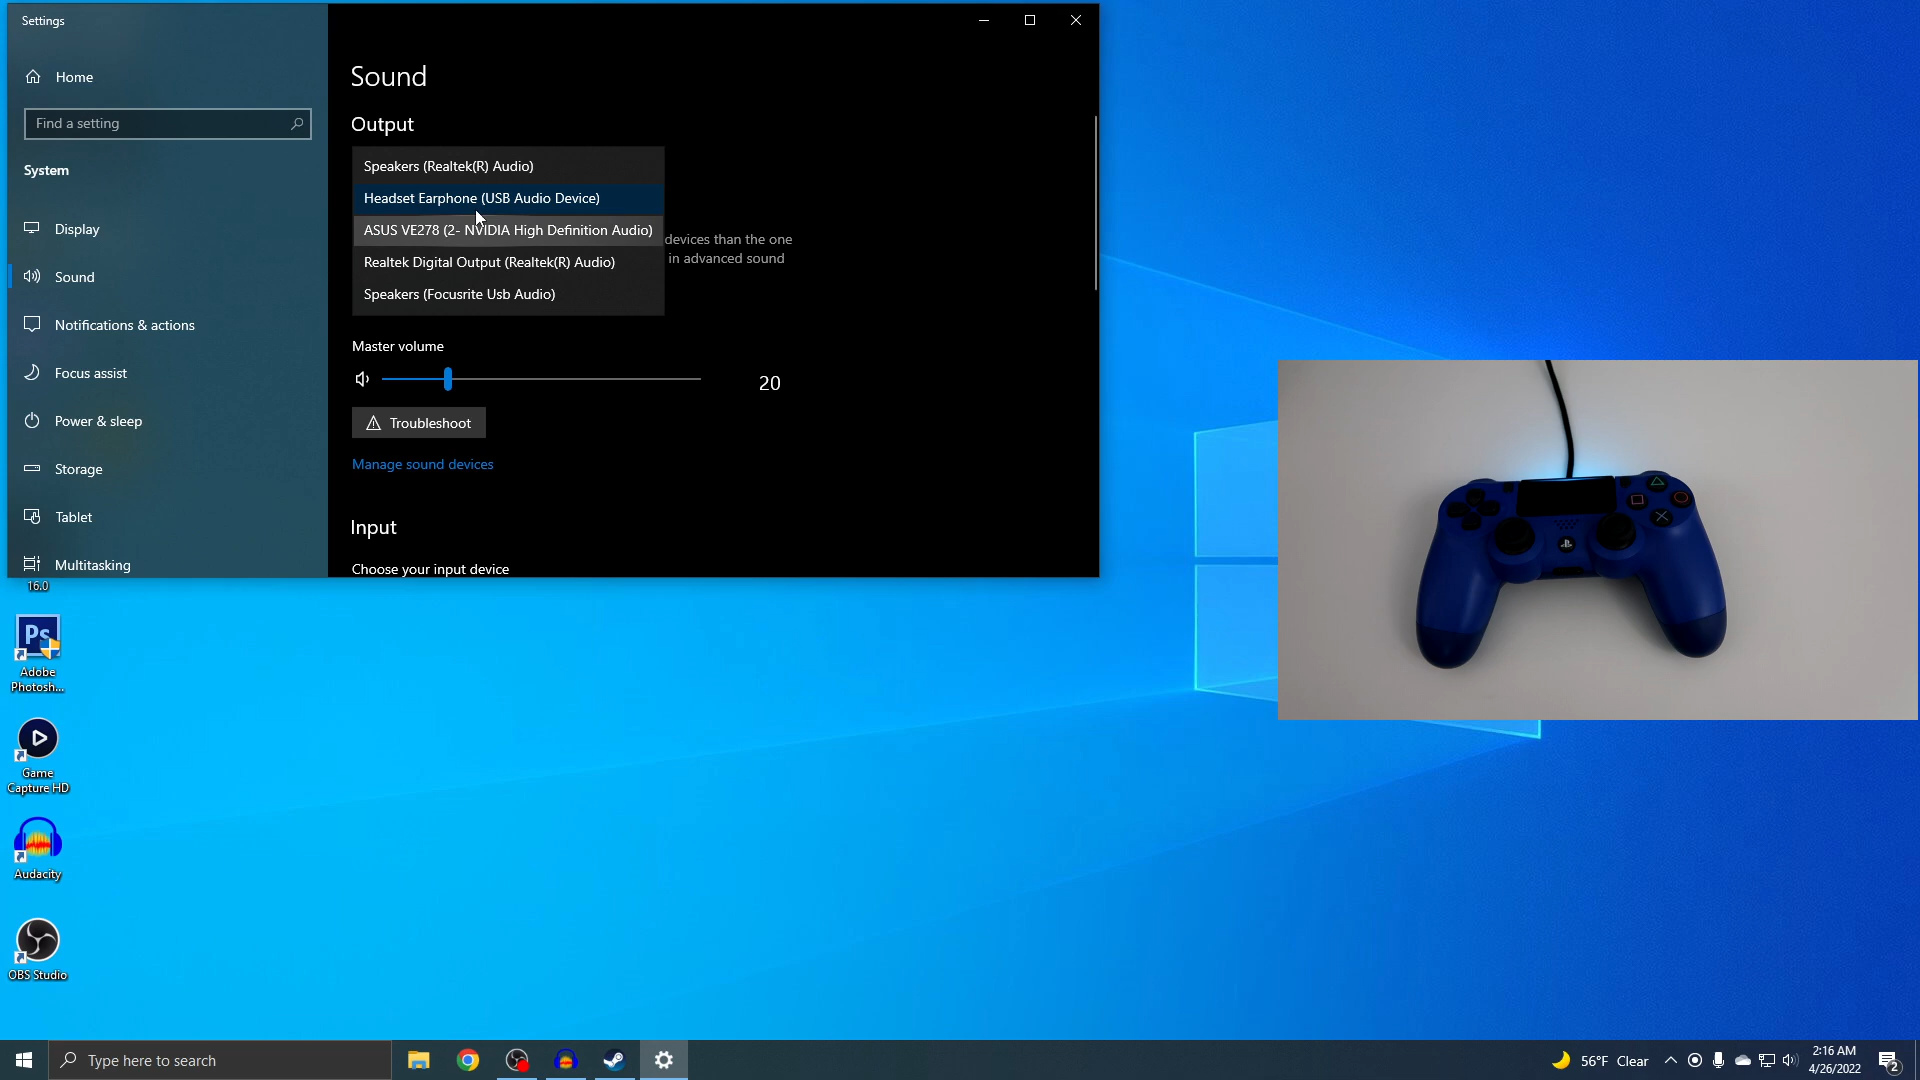 Settings
Home
Find a setting
System
Display
Sound
Notifications & actions
Focus assist
Power & sleep
Storage
Tablet
Multitasking
Sound
Output
Speakers (Realtek(R) Audio)
Headset Earphone (USB Audio Device)
ASUS VE278 (2- NVIDIA High Definition Audio)
Realtek Digital Output (Realtek(R) Audio)
Speakers (Focusrite Usb Audio)
devices than the one
in advanced sound
Master volume
20
Troubleshoot
Manage sound devices
Input
Choose your input device
16.0
Ps
Adobe
Photosh...
Game
Capture HD
Audacity
OBS Studio
Type here to search
56°F Clear
2:16 AM
4/26/2022
2